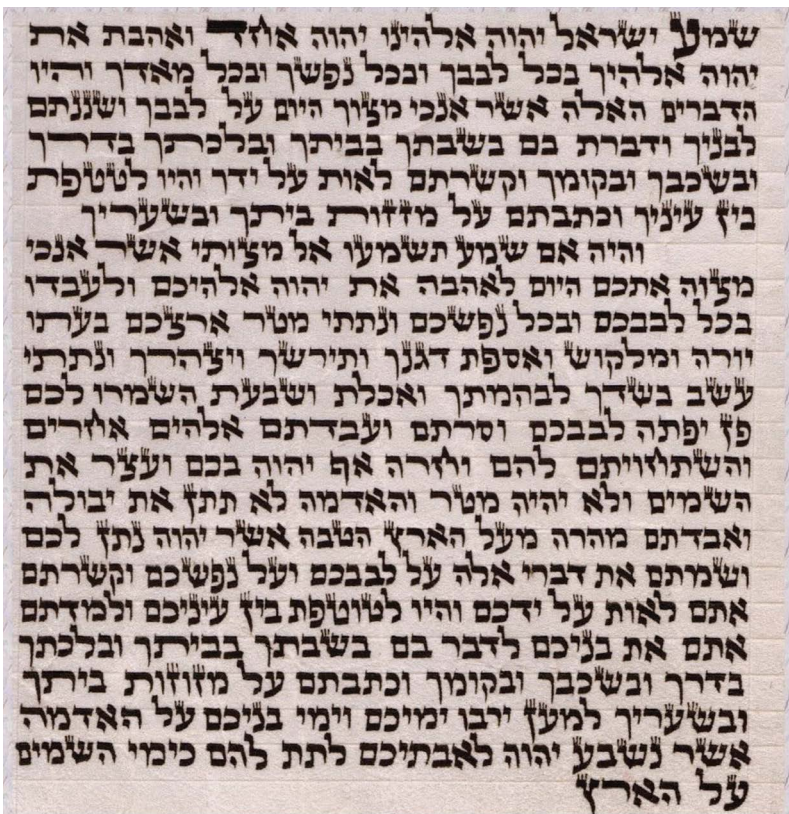 שמע ישראל יהוה אלהינו יהוה אחד ואהבת את
יהוה אלהיך בכל לבבך ובכל נפשך ובכל מאדך והיו
הדברים האלה אשר אנכי מצוך היום על לבבך ושננתם
לבניך ודברת בם בשבתך בביתך ובלכתך בדרך
ובשכבך ובקומך וקשרתם לאות על ידך והיו לטטפת
בין עיניך וכתבתם על מזזות ביתך ובשעריך
והיה אם שמע תשמעו אל מצותי אשר אנכי
מצוה אתכם היום לאהבה את יהוה אלהיכם ולעבדו
בכל לבבכם ובכל נפשכם ונתתי מטר ארצכם בעתו
יורה ומלקוש ואספת דגנך ותירשך ויצהרך ונתתי
עשב בשדך לבהמתך ואכלת ושבעת השמרו לכם
פן יפתה לבבכם וסרתם ועבדתם אלהים אחרים
והשתחויתם להם וחרה אף יהוה בכם ועצר את
השמים ולא יהיה מטר והאדמה לא תתן את יבולה
ואבדתם מהרה מעל הארץ הטבה אשר יהוה נתן לכם
ושמתם את דברי אלה על לבבכם ועל נפשכם וקשרתם
אתם לאות על ידכם והיו לטוטפת בין עיניכם ולמדתם
אתם את בניכם לדבר בם בשבתך בביתך ובלכתך
בדרך ובשכבך ובקומך וכתבתם על מזוזות ביתך
ובשעריך למען ירבו ימיכם וימי בניכם על האדמה
אשר נשבע יהוה לאבתיכם לתת להם כימי השמים
על הארץ